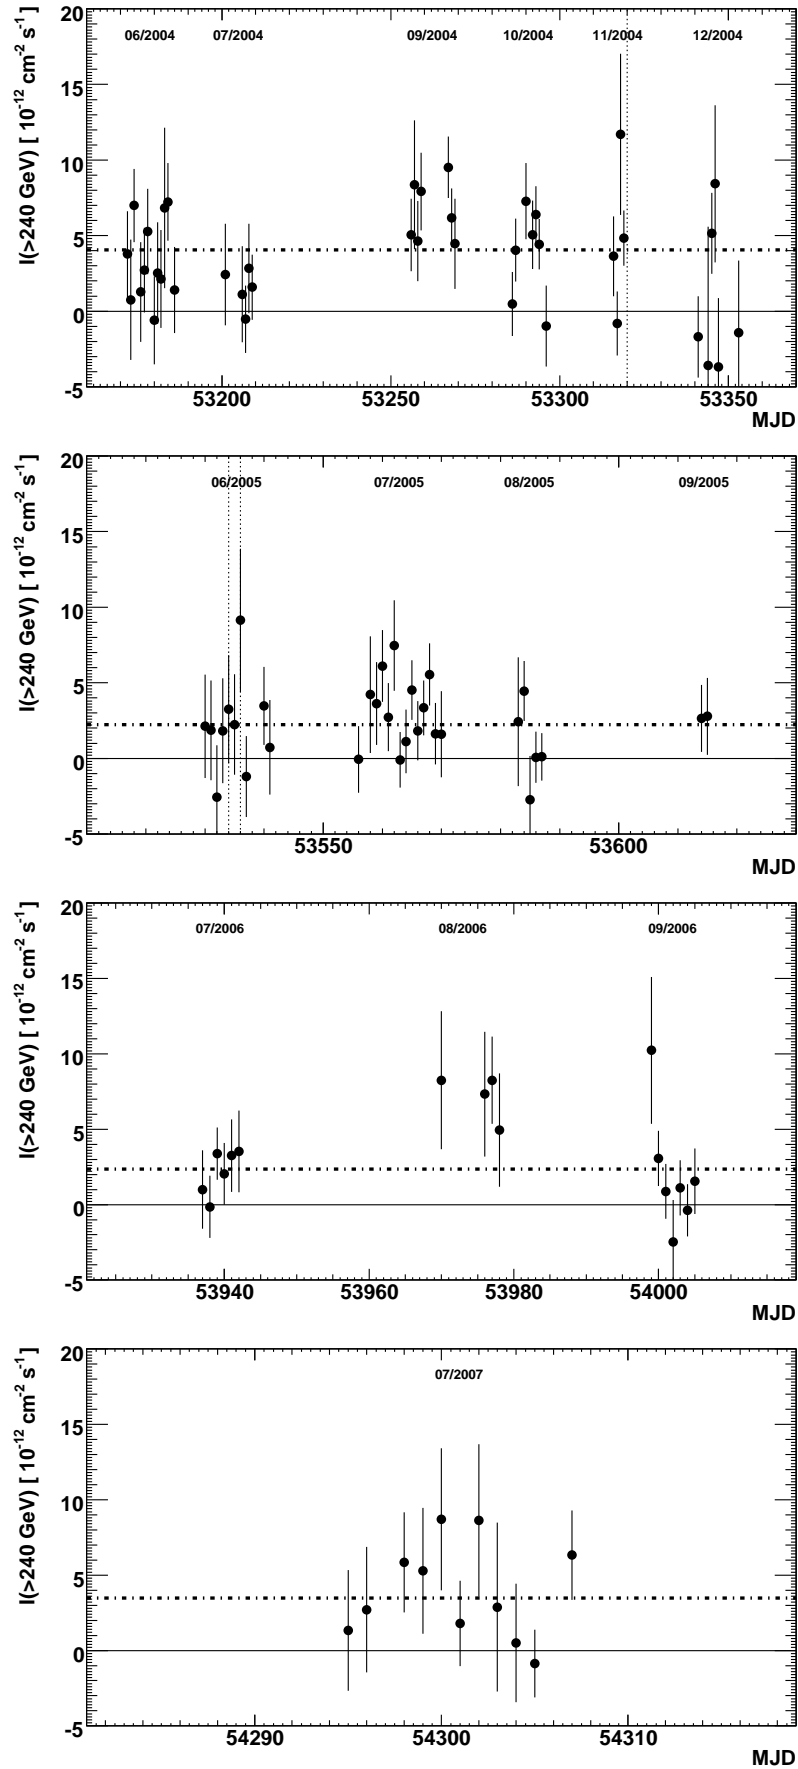 I(>240 GeV) [ 10⁻¹² cm⁻² s⁻¹]
20
15
10
5
0
-5
06/2004 07/2004 09/2004 10/2004 11/2004 12/2004
53200 53250 53300 53350
MJD
I(>240 GeV) [ 10⁻¹² cm⁻² s⁻¹]
20
15
10
5
0
-5
06/2005 07/2005 08/2005 09/2005
53550 53600
MJD
I(>240 GeV) [ 10⁻¹² cm⁻² s⁻¹]
20
15
10
5
0
-5
07/2006 08/2006 09/2006
53940 53960 53980 54000
MJD
I(>240 GeV) [ 10⁻¹² cm⁻² s⁻¹]
20
15
10
5
0
-5
07/2007
54290 54300 54310
MJD